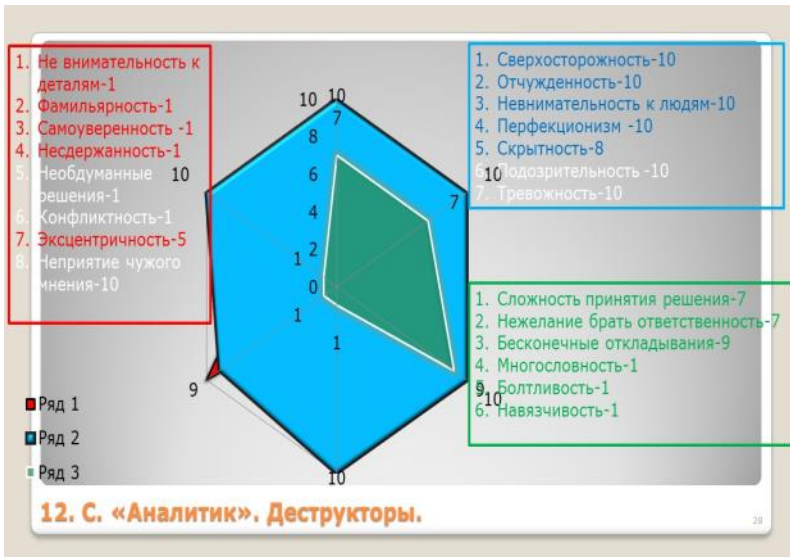 1. Не внимательность к
деталям-1
2. Фамильярность-1
3. Самоуверенность -1
4. Несдержанность-1
5. Необдуманные
решения-1
6. Конфликтность-1
7. Эксцентричность-5
8. Неприятие чужого
мнения-10
1. Сверхосторожность-10
2. Отчужденность-10
3. Невнимательность к людям-10
4. Перфекционизм -10
5. Скрытность-8
6. Подозрительность -10
7. Тревожность-10
1. Сложность принятия решения-7
2. Нежелание брать ответственность-7
3. Бесконечные откладывания-9
4. Многословность-1
5. Болтливость-1
6. Навязчивость-1
10 10
7
8
10
10
6
7
4
2
1
0
1
1
9
9
10
10
Ряд 1
Ряд 2
Ряд 3
12. С. «Аналитик». Деструкторы.
28